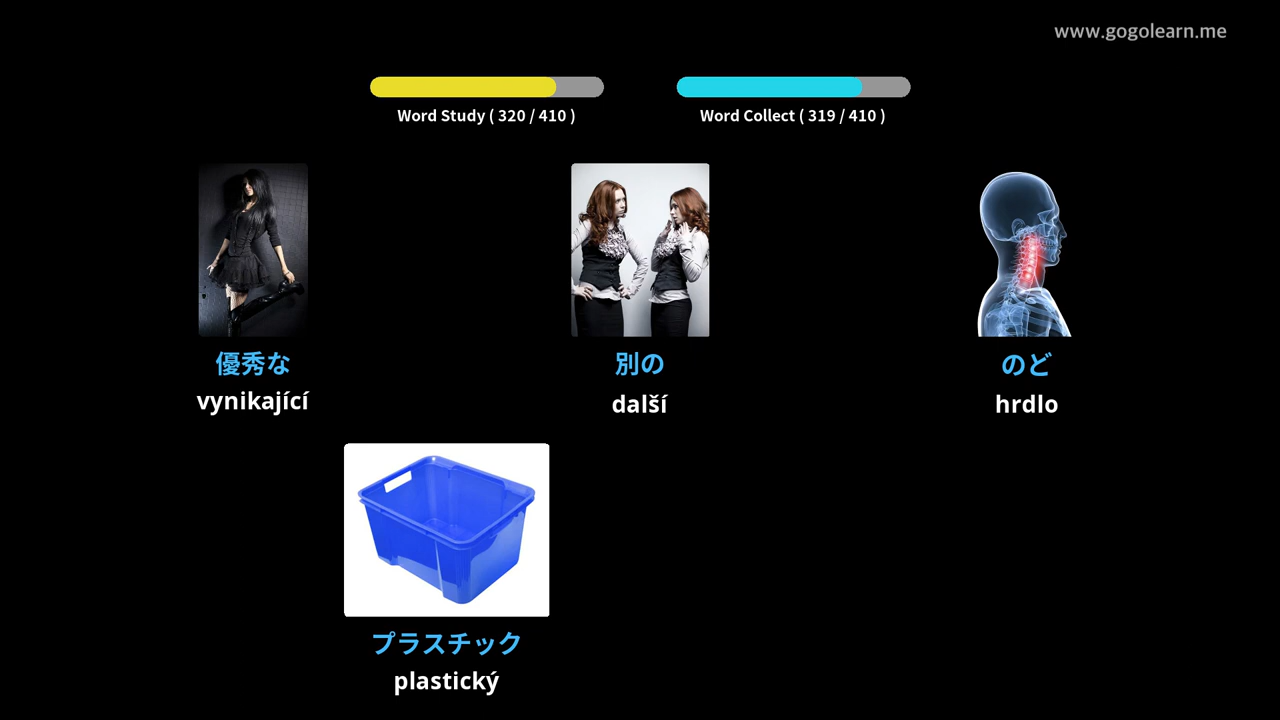 www.gogolearn.me
Word Study ( 320 / 410 )
Word Collect ( 319 / 410 )
優秀な
vynikající
別の
další
のど
hrdlo
プラスチック
plastický